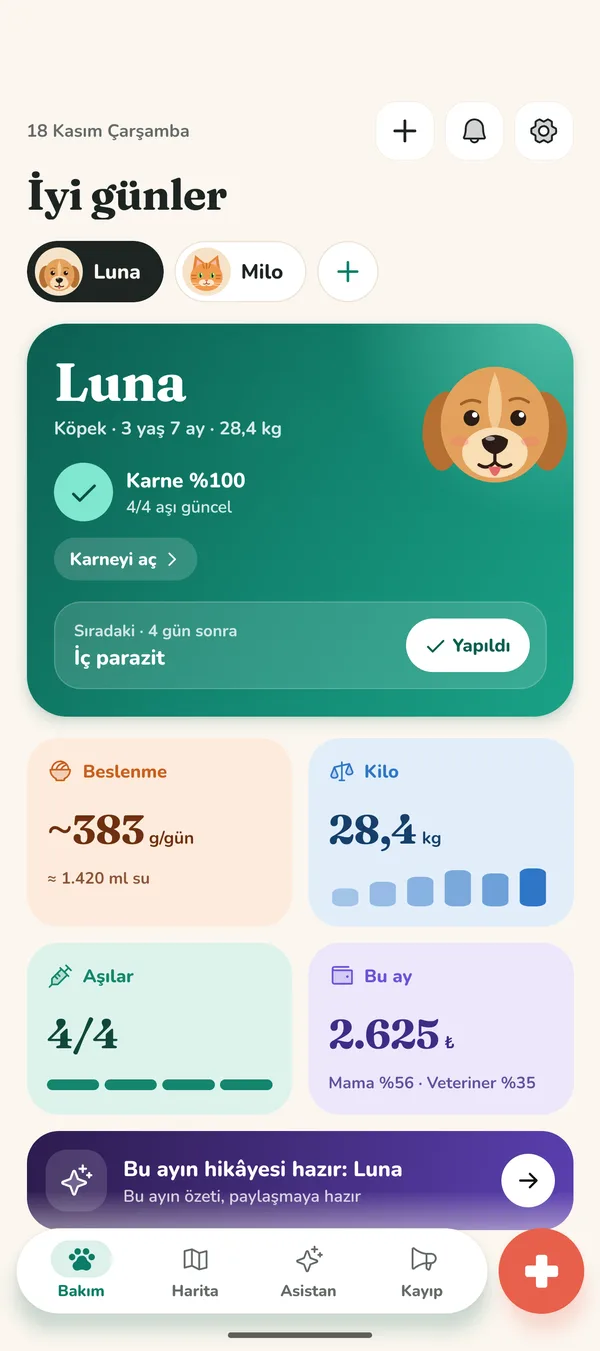 18 Kasım Çarşamba
İyi günler
Luna
Milo
Luna
Köpek · 3 yaş 7 ay · 28,4 kg
Karne %100
4/4 aşı güncel
Karneyi aç
Sıradaki · 4 gün sonra
İç parazit
Yapıldı
Beslenme
~383 g/gün
≈ 1.420 ml su
Kilo
28,4 kg
Aşılar
4/4
Bu ay
2.625 ₺
Mama %56 · Veteriner %35
Bu ayın hikâyesi hazır: Luna
Bu ayın özeti, paylaşmaya hazır
Bakım
Harita
Asistan
Kayıp